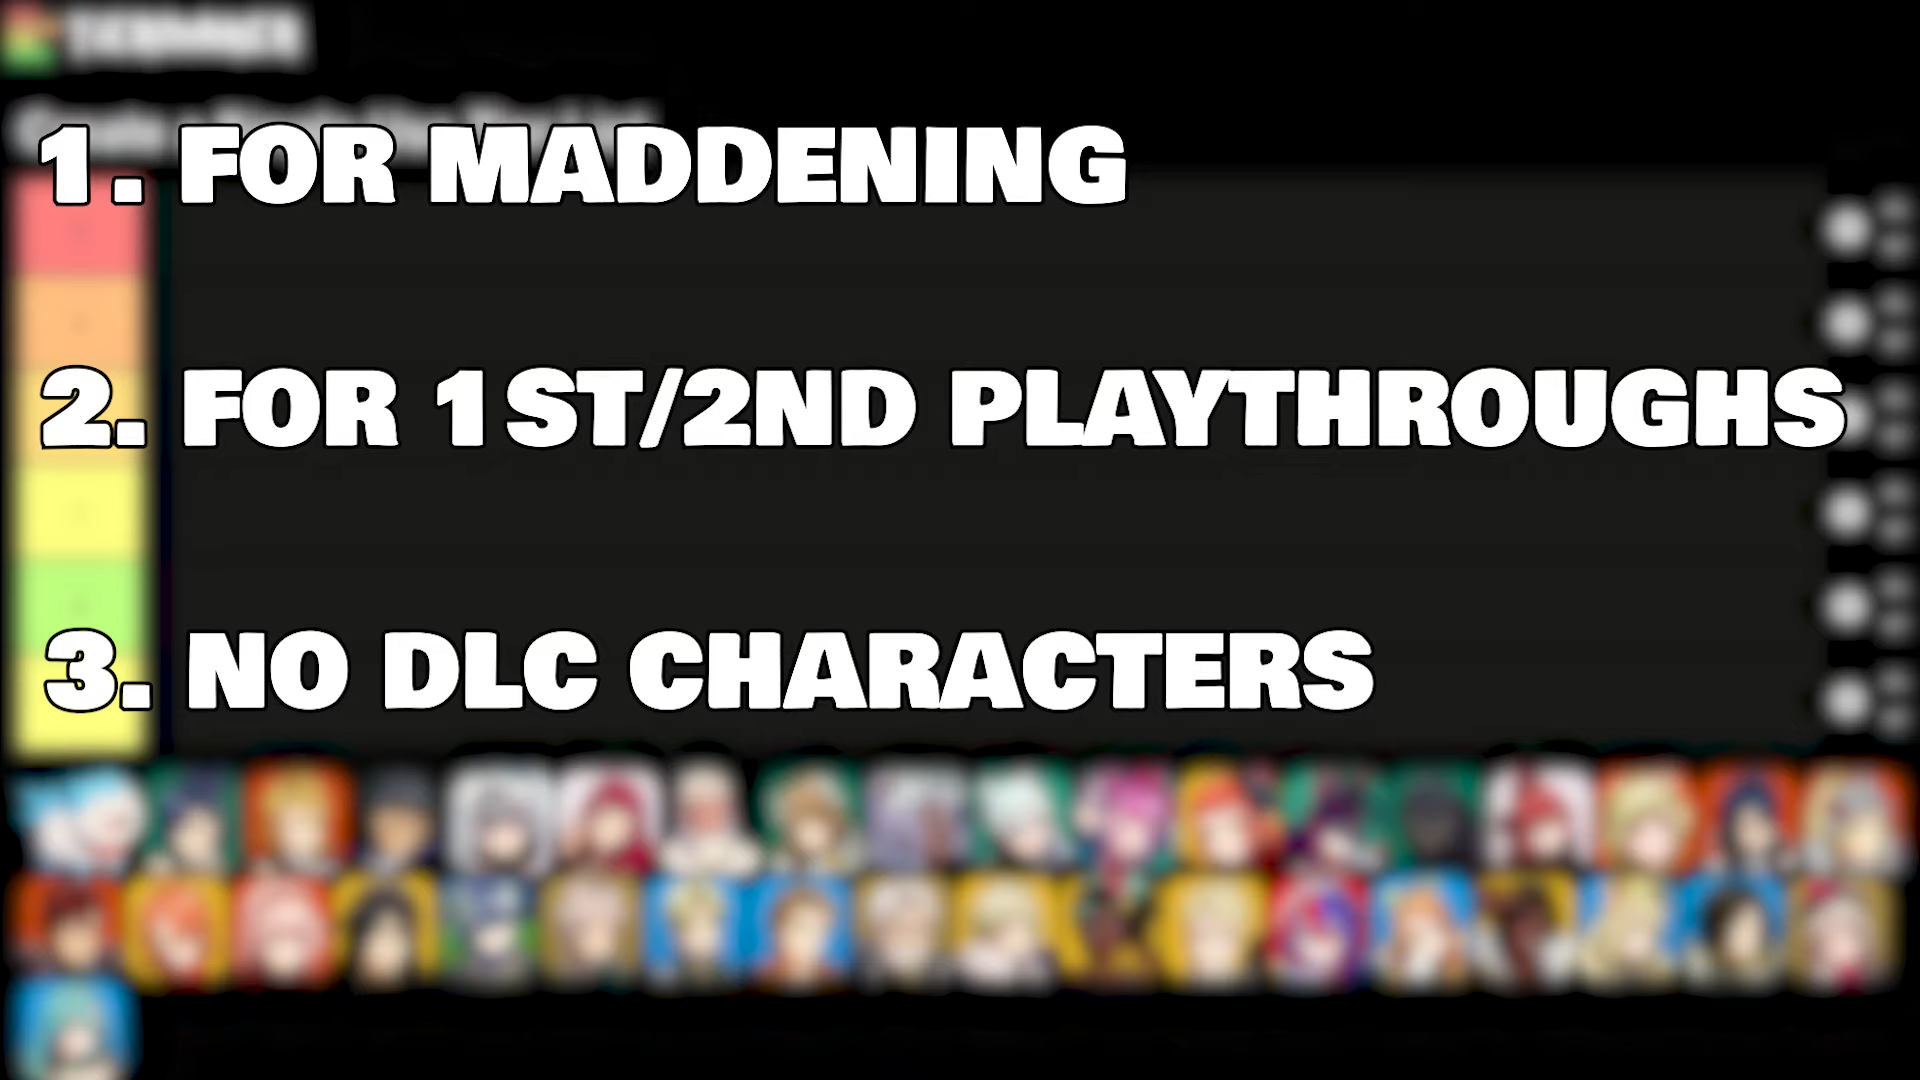 1. FOR MADDENING
2. FOR 1ST/2ND PLAYTHROUGHS
3. NO DLC CHARACTERS